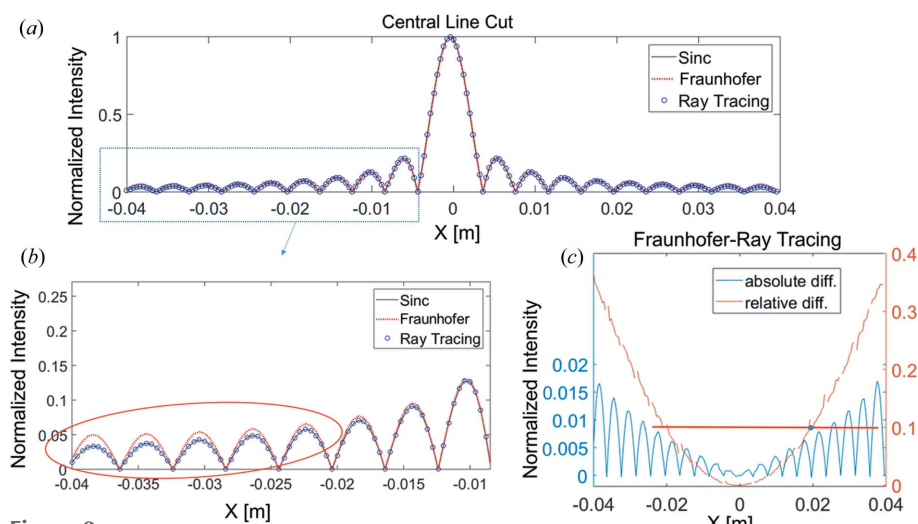 Central Line Cut
(a)
Normalized Intensity
1
0.5
0
Sinc
Fraunhofer
Ray Tracing
-0.04 -0.03 -0.02 -0.01 0 0.01 0.02 0.03 0.04
X [m]
(b)
Normalized Intensity
0.25
0.20
0.15
0.10
0.05
0
Sinc
Fraunhofer
Ray Tracing
-0.04 -0.035 -0.03 -0.025 -0.02 -0.015 -0.01
X [m]
Fraunhofer-Ray Tracing
(c)
Normalized Intensity
0.02
0.015
0.010
0.005
0
absolute diff.
relative diff.
0.4
0.3
0.2
0.1
0
-0.04 -0.02 0 0.02 0.04
X [m]